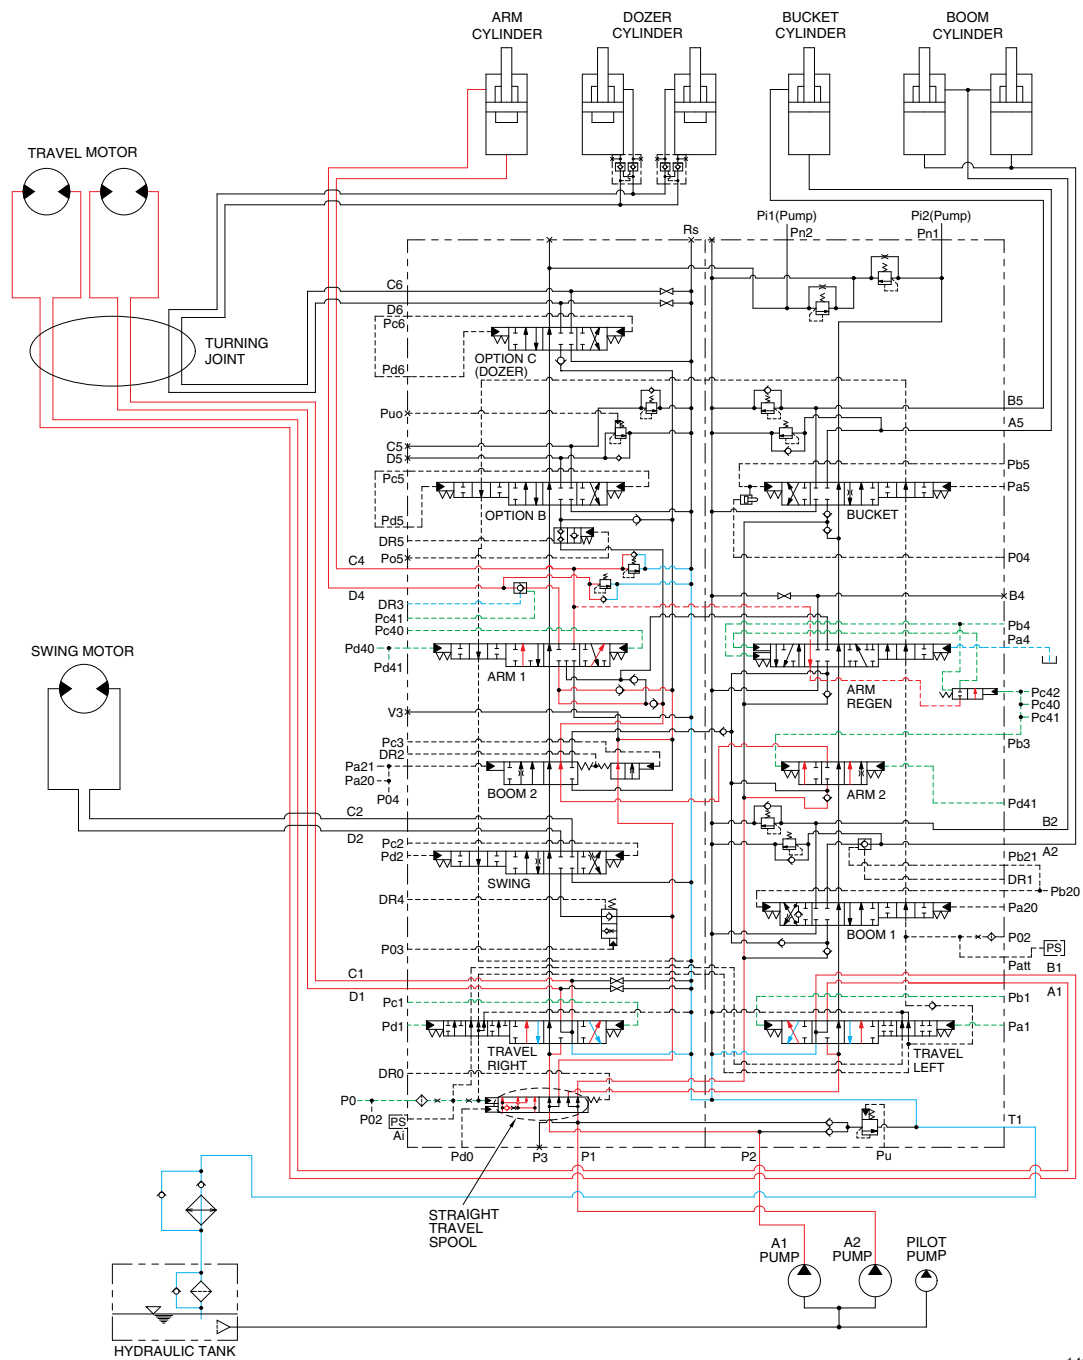 ARM
CYLINDER
DOZER
CYLINDER
BUCKET
CYLINDER
BOOM
CYLINDER
TRAVEL MOTOR
TURNING
JOINT
Rs
Pi1(Pump)
Pn2
Pi2(Pump)
Pn1
C6
D6
Pc6
Pd6
OPTION C
(DOZER)
Puo
C5
D5
Pc5
Pd5
OPTION B
DR5
Po5
B5
A5
Pb5
Pa5
BUCKET
P04
C4
D4
DR3
Pc41
Pc40
Pd40
Pd41
ARM 1
B4
Pb4
Pa4
ARM
REGEN
Pc42
Pc40
Pc41
SWING MOTOR
V3
Pc3
DR2
Pa21
Pa20
P04
BOOM 2
Pb3
ARM 2
Pd41
C2
D2
Pc2
Pd2
SWING
B2
A2
Pb21
DR1
Pb20
Pa20
BOOM 1
DR4
P03
P02
PS
Patt
C1
D1
Pc1
Pd1
TRAVEL
RIGHT
B1
A1
Pb1
Pa1
TRAVEL
LEFT
DR0
P0
P02
PS
Ai
Pd0
P3
P1
P2
Pu
T1
STRAIGHT
TRAVEL
SPOOL
A1
PUMP
A2
PUMP
PILOT
PUMP
HYDRAULIC TANK